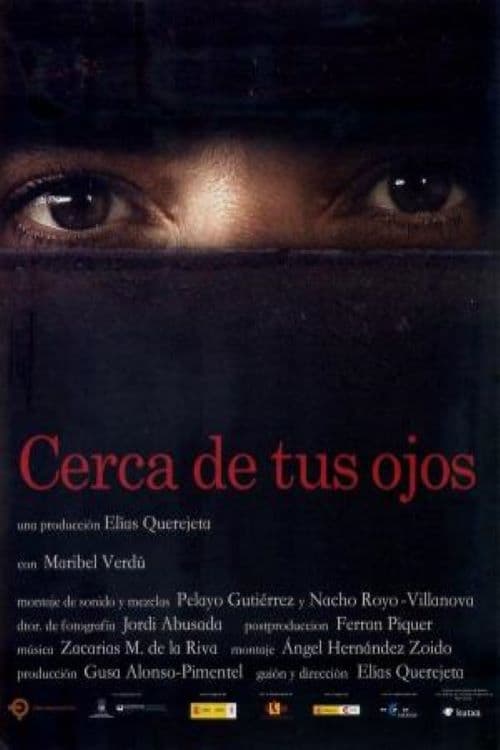 Cerca de tus ojos
una producción Elías Querejeta
con Maribel Verdú
montaje de sonido y mezclas Pelayo Gutiérrez y Nacho Royo-Villanova
dtor. de fotografía Jordi Abusada postproduccion Ferran Piquer
música Zacarias M. de la Riva montaje Ángel Hernández Zoido
producción Gusa Alonso-Pimentel guión y dirección Elías Querejeta